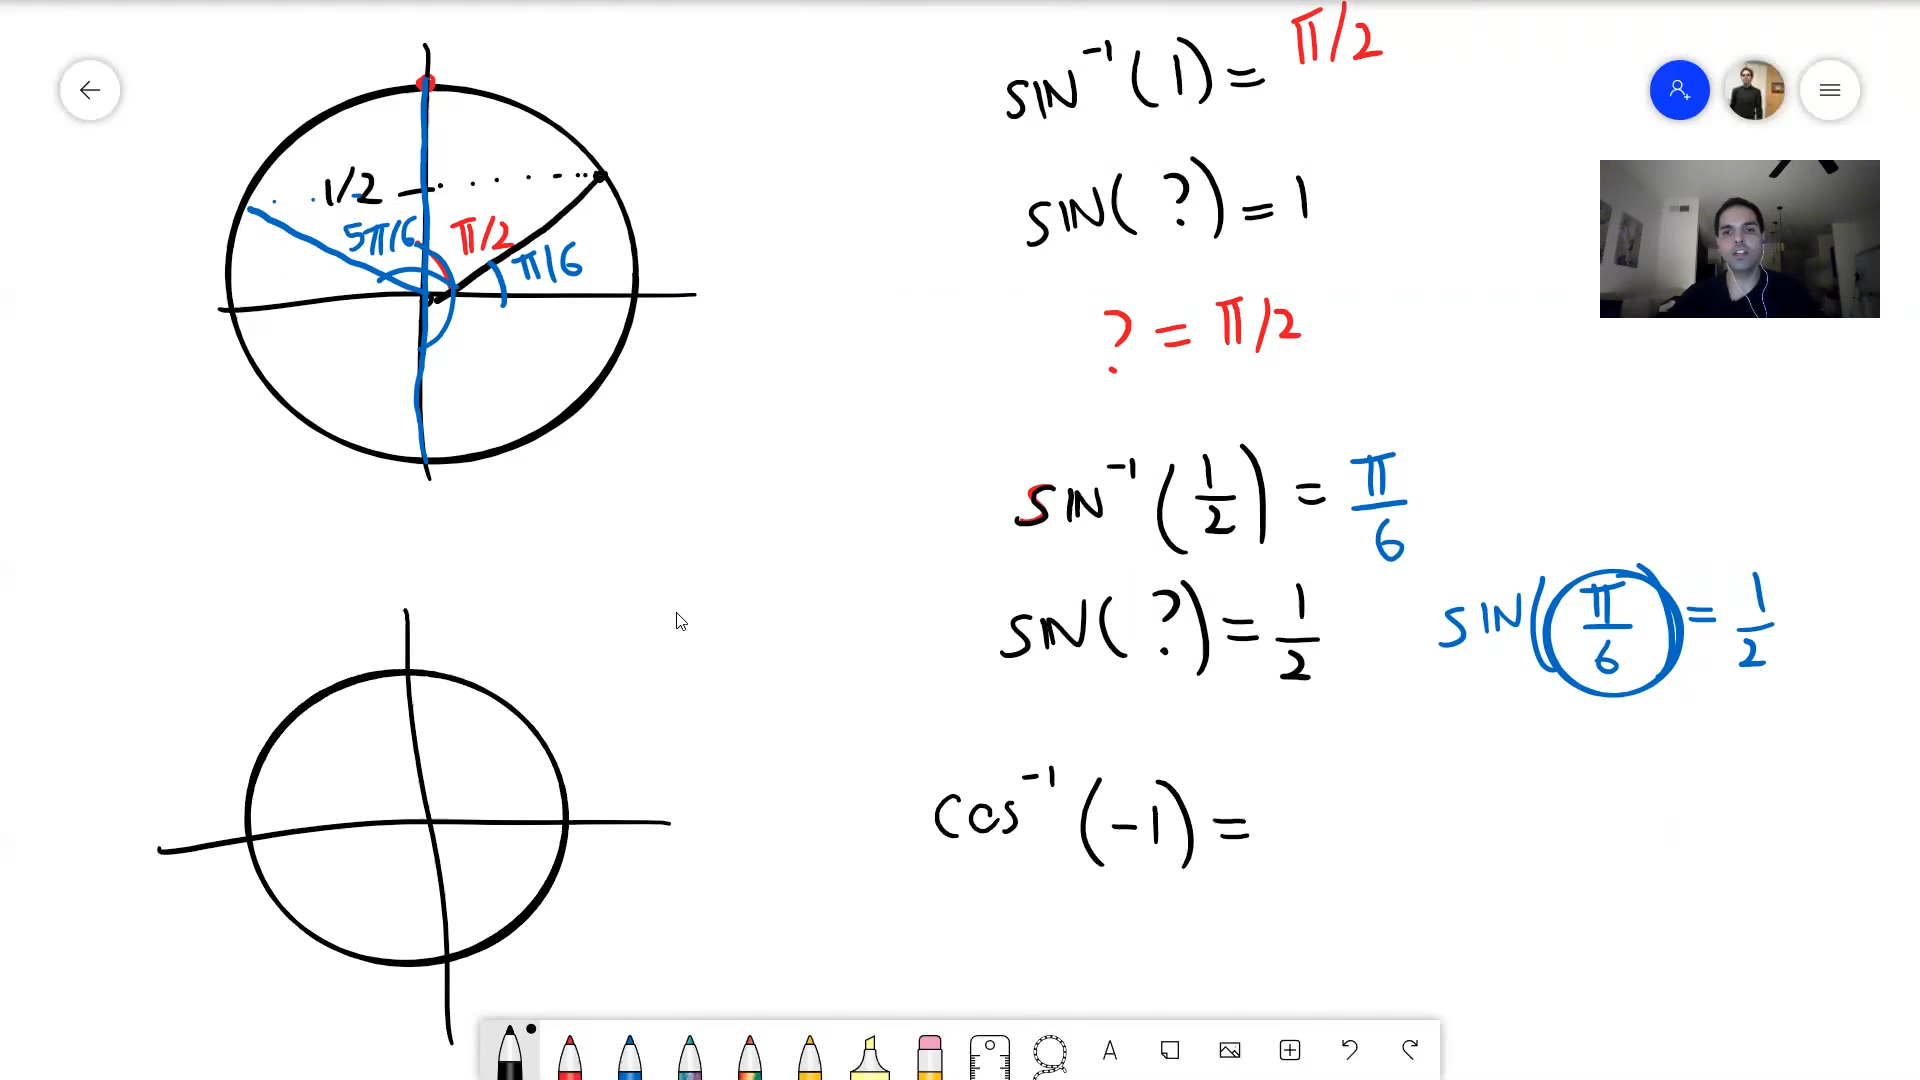 1/2
5π/6
π/2
π/6
sin⁻¹(1) = π/2
sin(?) = 1
? = π/2
sin⁻¹(1/2) = π/6
sin(?) = 1/2
sin(π/6) = 1/2
cos⁻¹(-1) =
A